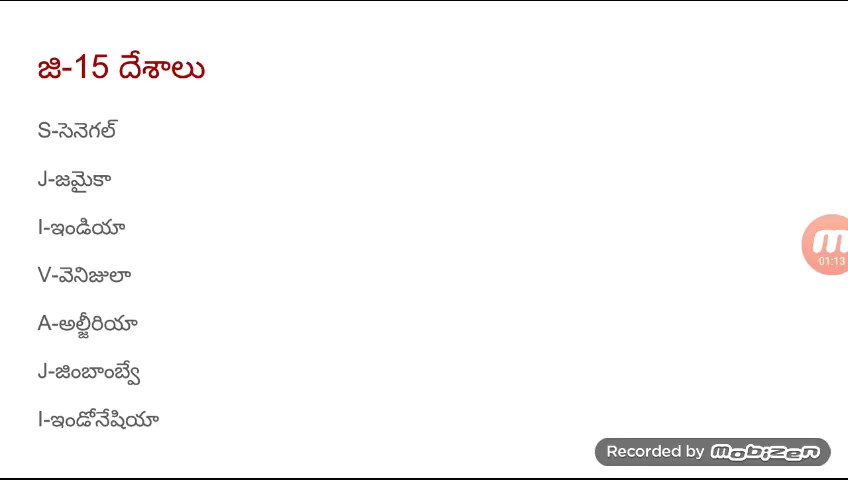 జి-15 దేశాలు
S-సెనెగల్
J-జమైకా
I-ఇండియా
V-వెనిజులా
A-అల్జీరియా
J-జింబాంబ్వే
I-ఇండోనేషియా
01:13
Recorded by mobizen